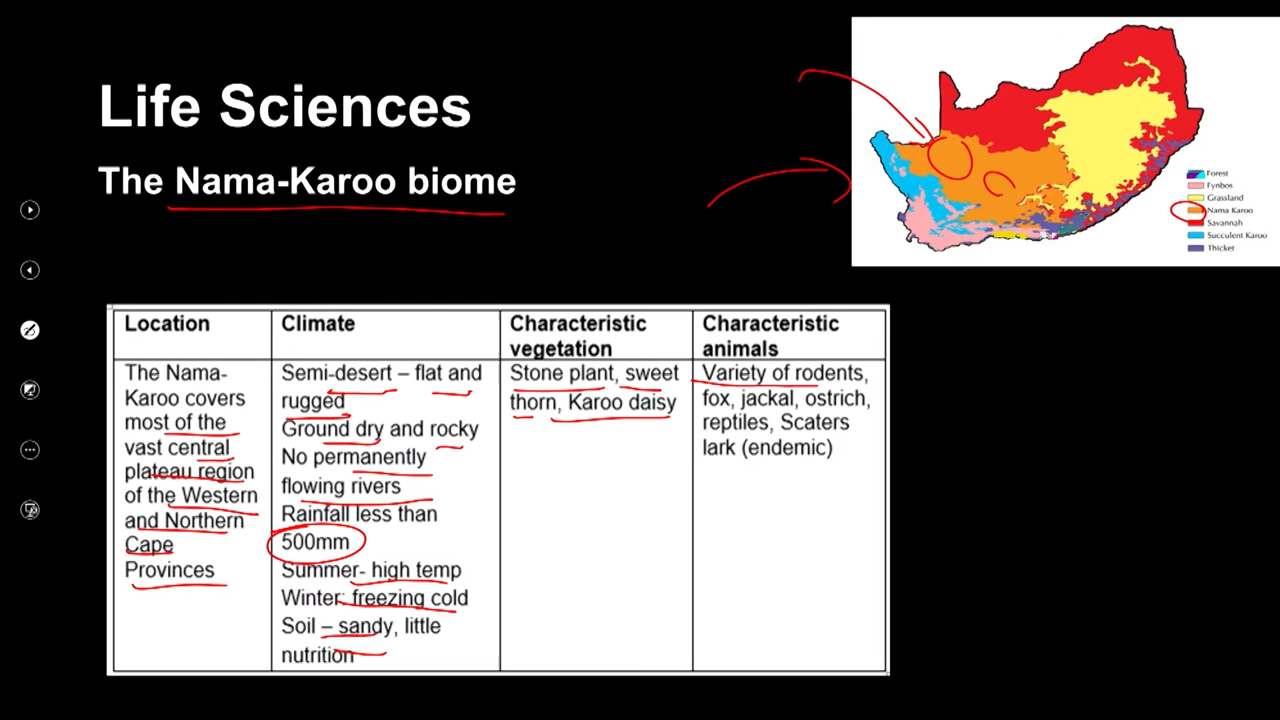 Life Sciences
The Nama-Karoo biome
Forest
Fynbos
Grassland
Nama Karoo
Savannah
Succulent Karoo
Thicket
Location
The Nama-
Karoo covers
most of the
vast central
plateau region
of the Western
and Northern
Cape
Provinces
Climate
Semi-desert – flat and
rugged
Ground dry and rocky
No permanently
flowing rivers
Rainfall less than
500mm
Summer- high temp
Winter: freezing cold
Soil – sandy, little
nutrition
Characteristic
vegetation
Stone plant, sweet
thorn, Karoo daisy
Characteristic
animals
Variety of rodents,
fox, jackal, ostrich,
reptiles, Scaters
lark (endemic)